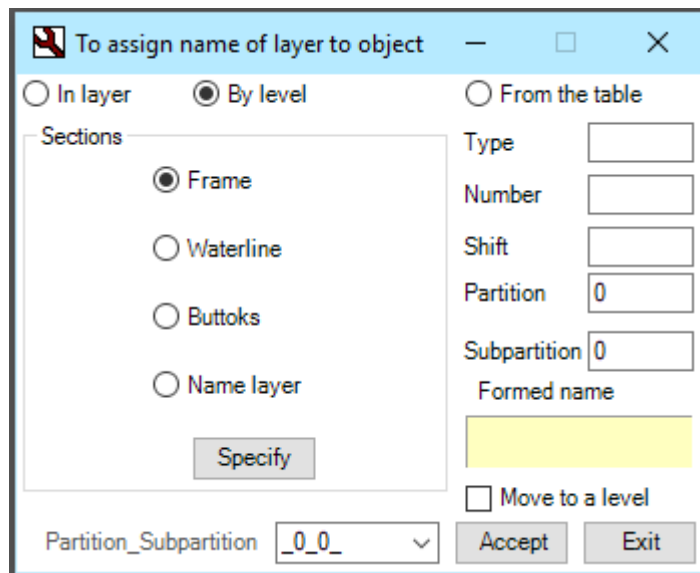 To assign name of layer to object
In layer By level From the table
Sections
Frame
Waterline
Buttoks
Name layer
Specify
Type
Number
Shift
Partition 0
Subpartition 0
Formed name
Move to a level
Partition_Subpartition _0_0_ Accept Exit